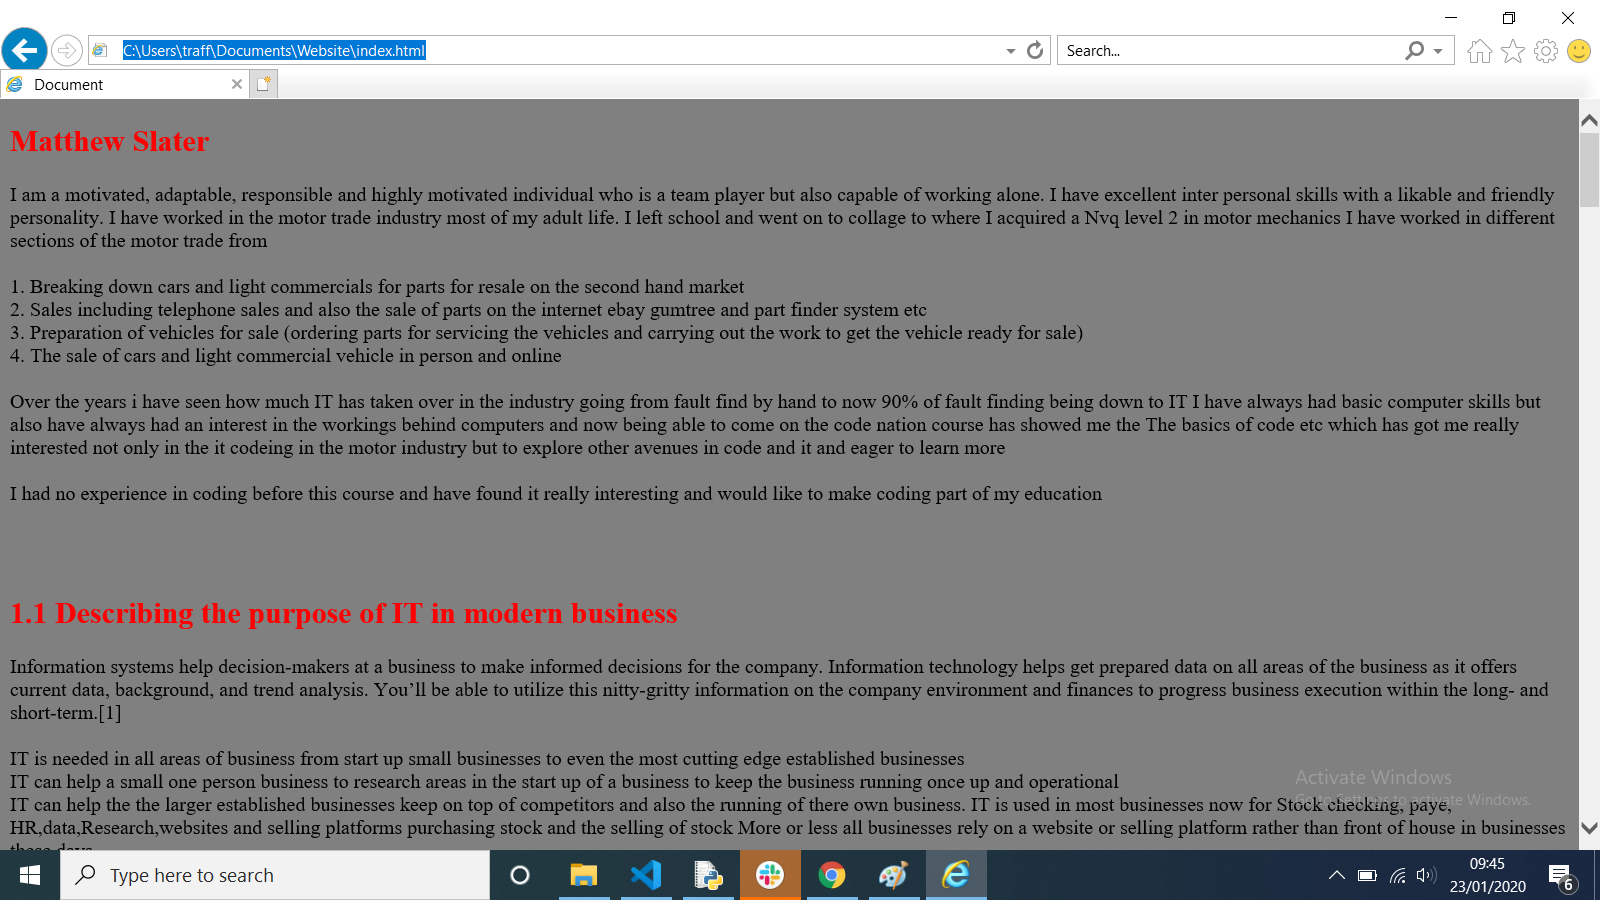 C:\Users\traff\Documents\Website\index.html
Search...
Document
Matthew Slater
I am a motivated, adaptable, responsible and highly motivated individual who is a team player but also capable of working alone. I have excellent inter personal skills with a likable and friendly
personality. I have worked in the motor trade industry most of my adult life. I left school and went on to collage to where I acquired a Nvq level 2 in motor mechanics I have worked in different
sections of the motor trade from
1. Breaking down cars and light commercials for parts for resale on the second hand market
2. Sales including telephone sales and also the sale of parts on the internet ebay gumtree and part finder system etc
3. Preparation of vehicles for sale (ordering parts for servicing the vehicles and carrying out the work to get the vehicle ready for sale)
4. The sale of cars and light commercial vehicle in person and online
Over the years i have seen how much IT has taken over in the industry going from fault find by hand to now 90% of fault finding being down to IT I have always had basic computer skills but
also have always had an interest in the workings behind computers and now being able to come on the code nation course has showed me the The basics of code etc which has got me really
interested not only in the it codeing in the motor industry but to explore other avenues in code and it and eager to learn more
I had no experience in coding before this course and have found it really interesting and would like to make coding part of my education
1.1 Describing the purpose of IT in modern business
Information systems help decision-makers at a business to make informed decisions for the company. Information technology helps get prepared data on all areas of the business as it offers
current data, background, and trend analysis. You’ll be able to utilize this nitty-gritty information on the company environment and finances to progress business execution within the long- and
short-term.[1]
IT is needed in all areas of business from start up small businesses to even the most cutting edge established businesses
IT can help a small one person business to research areas in the start up of a business to keep the business running once up and operational
Activate Windows
IT can help the the larger established businesses keep on top of competitors and also the running of there own business. IT is used in most businesses now for Stock checking, paye,
Go to Settings to activate Windows.
HR,data,Research,websites and selling platforms purchasing stock and the selling of stock More or less all businesses rely on a website or selling platform rather than front of house in businesses
these days
Type here to search
09:45
23/01/2020
6